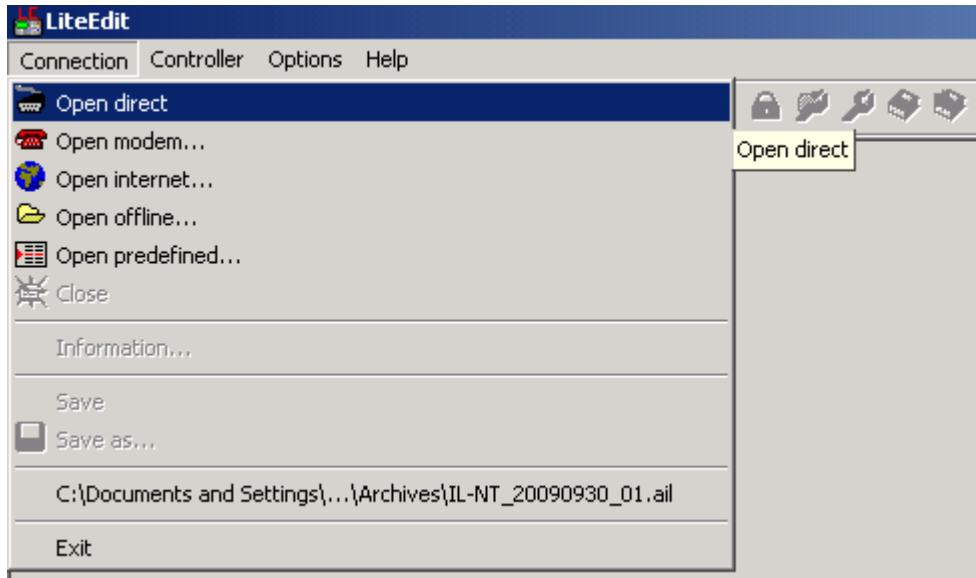 LiteEdit
Connection Controller Options Help
Open direct
Open modem...
Open direct
Open internet...
Open offline...
Open predefined...
Close
Information...
Save
Save as...
C:\Documents and Settings\...\Archives\IL-NT_20090930_01.ail
Exit